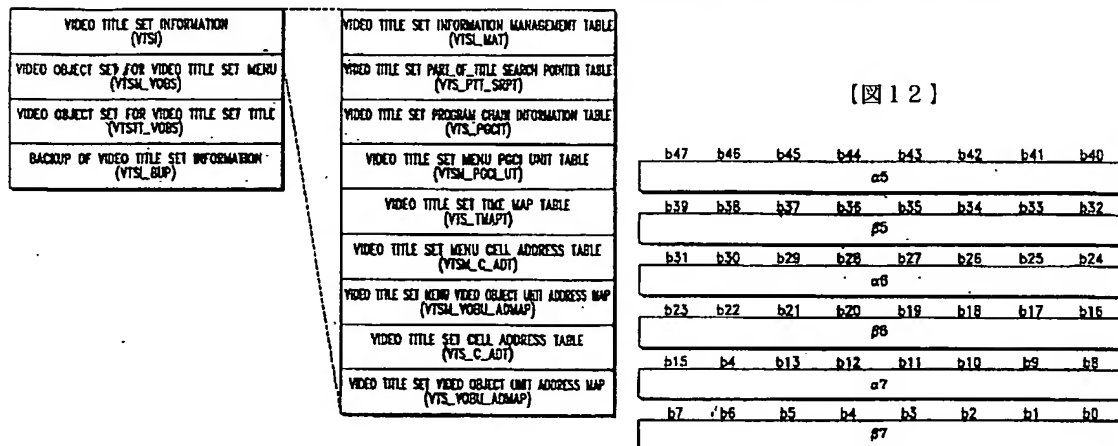 VIDEO TITLE SET INFORMATION
(VTSI)
VIDEO OBJECT SET FOR VIDEO TITLE SET MENU
(VTSM_VOBS)
VIDEO OBJECT SET FOR VIDEO TITLE SET TITLE
(VTSTT_VOBS)
BACKUP OF VIDEO TITLE SET INFORMATION
(VTSI_BUP)
VIDEO TITLE SET INFORMATION MANAGEMENT TABLE
(VTSI_MAT)
VIDEO TITLE SET PART_OF_TITLE SEARCH POINTER TABLE
(VTS_PTT_SRPT)
VIDEO TITLE SET PROGRAM CHAIN INFORMATION TABLE
(VTS_PGCIT)
VIDEO TITLE SET MENU PGCI UNIT TABLE
(VTSM_PGCI_UT)
VIDEO TITLE SET TIME MAP TABLE
(VTS_TMAPT)
VIDEO TITLE SET MENU CELL ADDRESS TABLE
(VTSM_C_ADT)
VIDEO TITLE SET MENU VIDEO OBJECT UNIT ADDRESS MAP
(VTSM_VOBU_ADMAP)
VIDEO TITLE SET CELL ADDRESS TABLE
(VTS_C_ADT)
VIDEO TITLE SET VIDEO OBJECT UNIT ADDRESS MAP
(VTS_VOBU_ADMAP)
【図12】
b47 b46 b45 b44 b43 b42 b41 b40
α5
b39 b38 b37 b36 b35 b34 b33 b32
β5
b31 b30 b29 b28 b27 b26 b25 b24
α6
b23 b22 b21 b20 b19 b18 b17 b16
β6
b15 b4 b13 b12 b11 b10 b9 b8
α7
b7 b6 b5 b4 b3 b2 b1 b0
β7